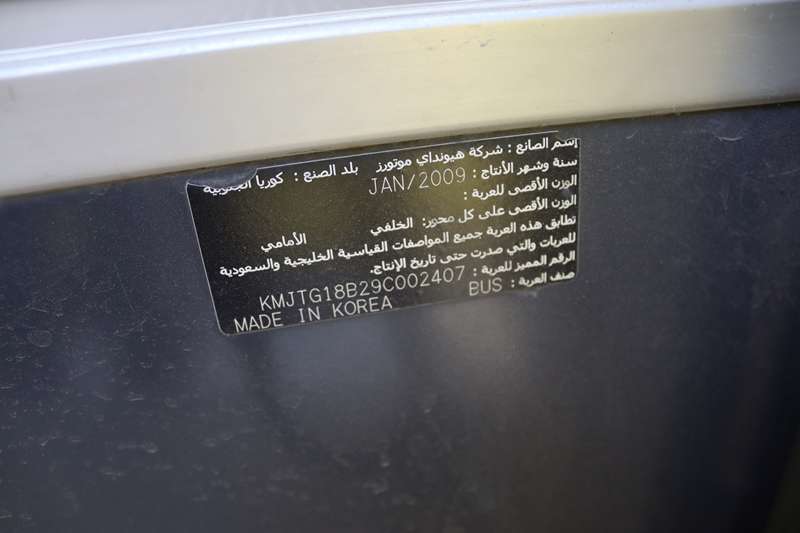 إسم الصانع : شركة هيونداي موتورز بلد الصنع : كوريا الجنوبية
سنة وشهر الأنتاج : JAN/2009
الوزن الأقصى للعربة :
الوزن الأقصى على كل محور: الخلفي الأمامي
تطابق هذه العربة جميع المواصفات القياسية الخليجية والسعودية
للعربات والتي صدرت حتى تاريخ الإنتاج.
الرقم المميز للعربة : KMJTG18B29C002407
صنف العربة : BUS MADE IN KOREA